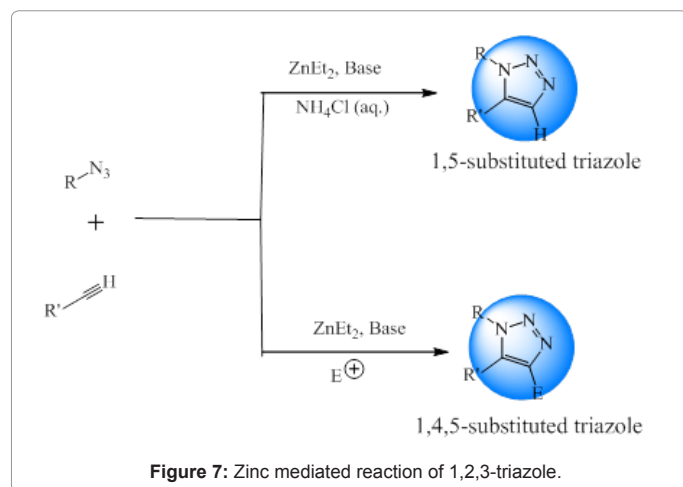 ZnEt₂, Base
NH₄Cl (aq.)
R N N N
R' H
1,5-substituted triazole
R N₃
+
R' H
ZnEt₂, Base
E⊕
R N N N
R' E
1,4,5-substituted triazole
Figure 7: Zinc mediated reaction of 1,2,3-triazole.